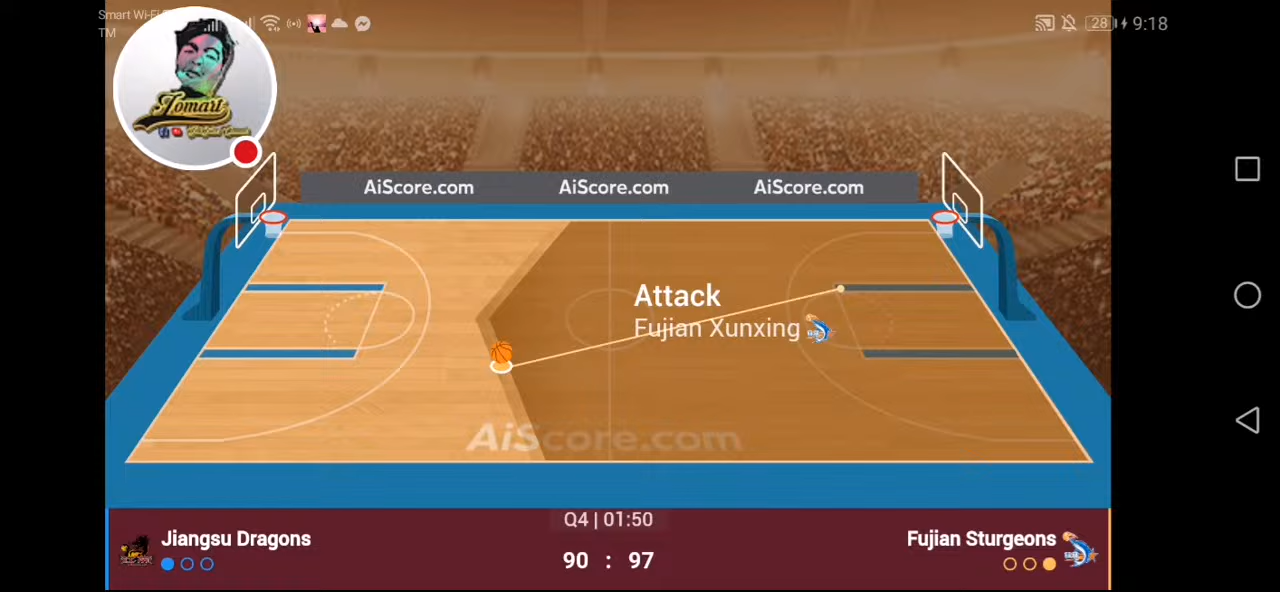 Smart Wi-Fi
TM
28
9:18
Tomart
AiScore.com
AiScore.com
AiScore.com
Attack
Fujian Xunxing
AiScore.com
Q4 | 01:50
Jiangsu Dragons
90 : 97
Fujian Sturgeons